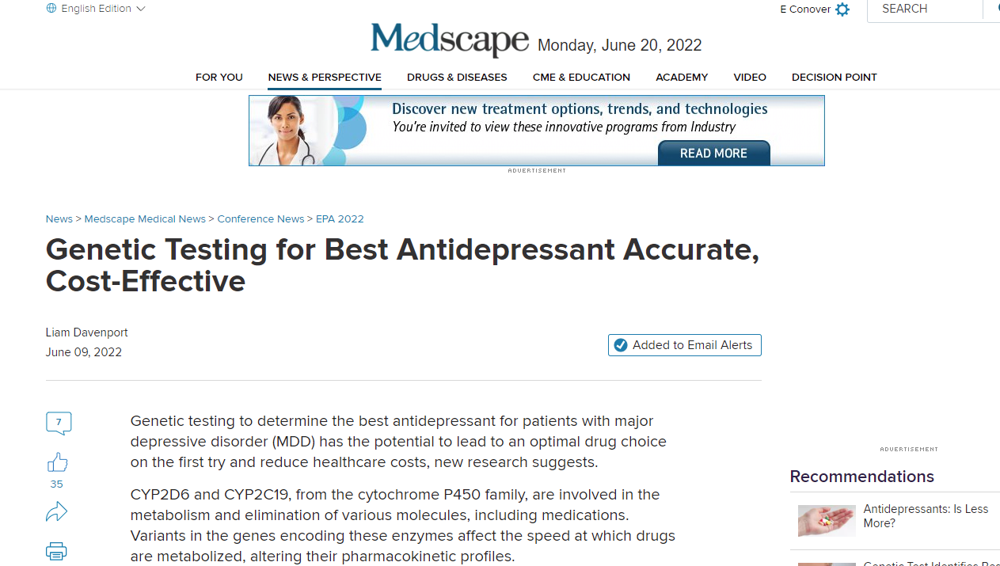 English Edition
E Conover
SEARCH
Medscape Monday, June 20, 2022
FOR YOU NEWS & PERSPECTIVE DRUGS & DISEASES CME & EDUCATION ACADEMY VIDEO DECISION POINT
Discover new treatment options, trends, and technologies
You're invited to view these innovative programs from Industry
READ MORE
ADVERTISEMENT
News > Medscape Medical News > Conference News > EPA 2022
Genetic Testing for Best Antidepressant Accurate,
Cost-Effective
Liam Davenport
June 09, 2022
Added to Email Alerts
7
35
Genetic testing to determine the best antidepressant for patients with major
depressive disorder (MDD) has the potential to lead to an optimal drug choice
on the first try and reduce healthcare costs, new research suggests.
CYP2D6 and CYP2C19, from the cytochrome P450 family, are involved in the
metabolism and elimination of various molecules, including medications.
Variants in the genes encoding these enzymes affect the speed at which drugs
are metabolized, altering their pharmacokinetic profiles.
ADVERTISEMENT
Recommendations
Antidepressants: Is Less
More?
Genetic Test Identifies